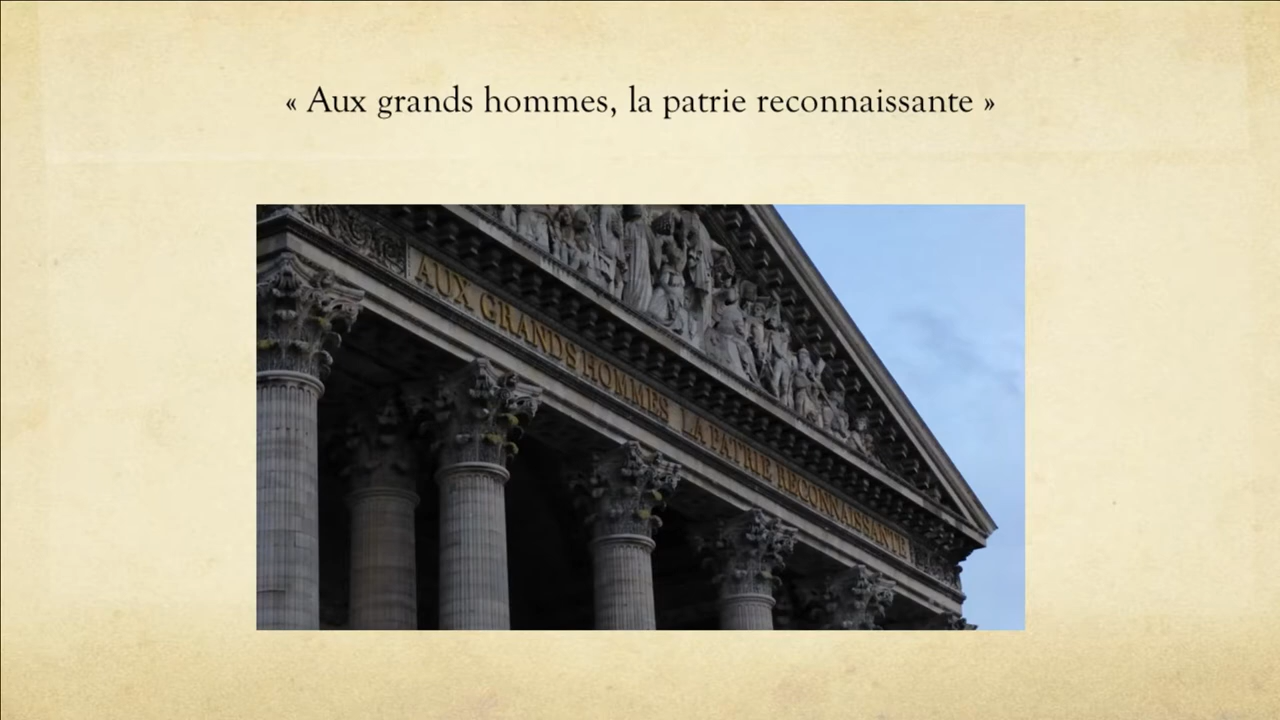 « Aux grands hommes, la patrie reconnaissante »
AUX GRANDS HOMMES LA PATRIE RECONNAISSANTE